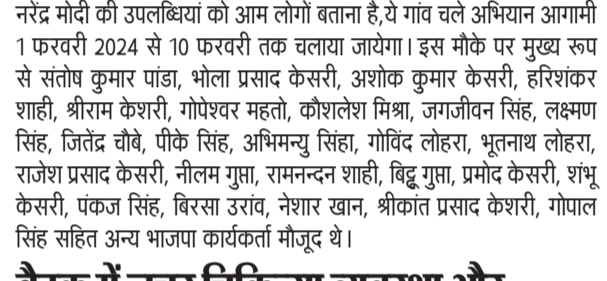 नरेंद्र मोदी की उपलब्धियां को आम लोगों बताना है,ये गांव चले अभियान आगामी
1 फरवरी 2024 से 10 फरवरी तक चलाया जायेगा। इस मौके पर मुख्य रूप
से संतोष कुमार पांडा, भोला प्रसाद केसरी, अशोक कुमार केसरी, हरिशंकर
शाही, श्रीराम केशरी, गोपेश्वर महतो, कौशलेश मिश्रा, जगजीवन सिंह, लक्ष्मण
सिंह, जितेंद्र चौबे, पीके सिंह, अभिमन्यु सिंहा, गोविंद लोहरा, भूतनाथ लोहरा,
राजेश प्रसाद केसरी, नीलम गुप्ता, रामनन्दन शाही, बिट्टू गुप्ता, प्रमोद केसरी, शंभू
केसरी, पंकज सिंह, बिरसा उरांव, नेशार खान, श्रीकांत प्रसाद केशरी, गोपाल
सिंह सहित अन्य भाजपा कार्यकर्ता मौजूद थे।